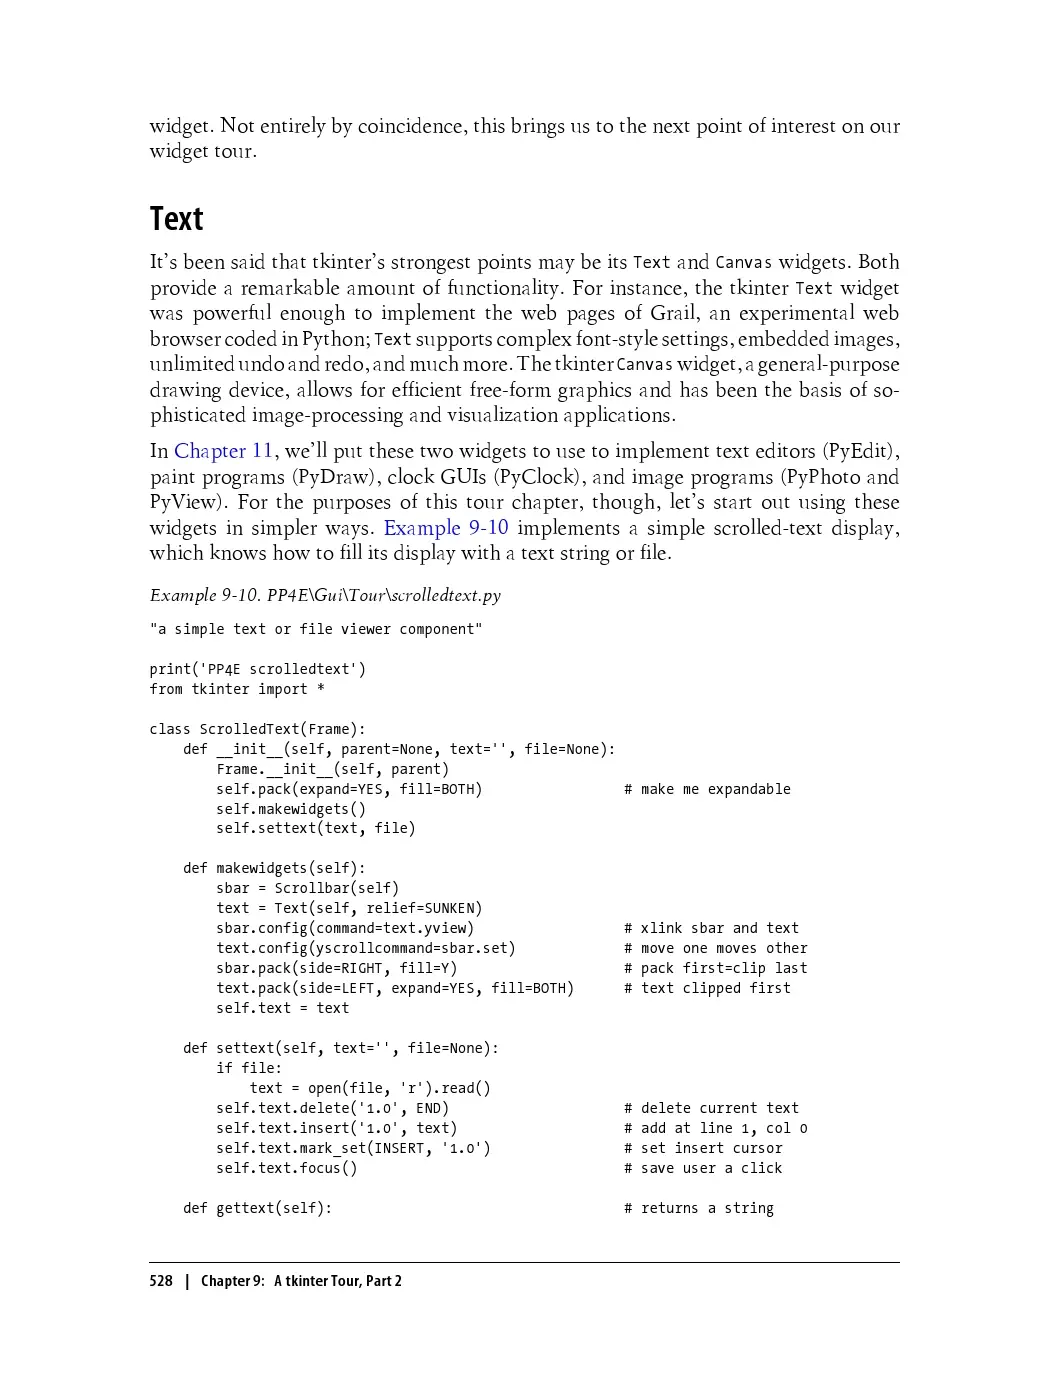 widget. Not entirely by coincidence, this brings us to the next point of interest on our
widget tour.
Text
It’s been said that tkinter’s strongest points may be its Text and Canvas widgets. Both
provide a remarkable amount of functionality. For instance, the tkinter Text widget
was powerful enough to implement the web pages of Grail, an experimental web
browser coded in Python; Text supports complex font-style settings, embedded images,
unlimited undo and redo, and much more. The tkinter Canvas widget, a general-purpose
drawing device, allows for efficient free-form graphics and has been the basis of so-
phisticated image-processing and visualization applications.
In Chapter 11, we’ll put these two widgets to use to implement text editors (PyEdit),
paint programs (PyDraw), clock GUIs (PyClock), and image programs (PyPhoto and
PyView). For the purposes of this tour chapter, though, let’s start out using these
widgets in simpler ways. Example 9-10 implements a simple scrolled-text display,
which knows how to fill its display with a text string or file.
Example 9-10. PP4E\Gui\Tour\scrolledtext.py
"a simple text or file viewer component"
print('PP4E scrolledtext')
from tkinter import *
class ScrolledText(Frame):
    def __init__(self, parent=None, text='', file=None):
        Frame.__init__(self, parent)
        self.pack(expand=YES, fill=BOTH)                 # make me expandable
        self.makewidgets()
        self.settext(text, file)
    def makewidgets(self):
        sbar = Scrollbar(self)
        text = Text(self, relief=SUNKEN)
        sbar.config(command=text.yview)                  # xlink sbar and text
        text.config(yscrollcommand=sbar.set)             # move one moves other
        sbar.pack(side=RIGHT, fill=Y)                    # pack first=clip last
        text.pack(side=LEFT, expand=YES, fill=BOTH)      # text clipped first
        self.text = text
    def settext(self, text='', file=None):
        if file:
            text = open(file, 'r').read()
        self.text.delete('1.0', END)                     # delete current text
        self.text.insert('1.0', text)                    # add at line 1, col 0
        self.text.mark_set(INSERT, '1.0')                # set insert cursor
        self.text.focus()                                # save user a click
    def gettext(self):                                   # returns a string
528 | Chapter 9: A tkinter Tour, Part 2